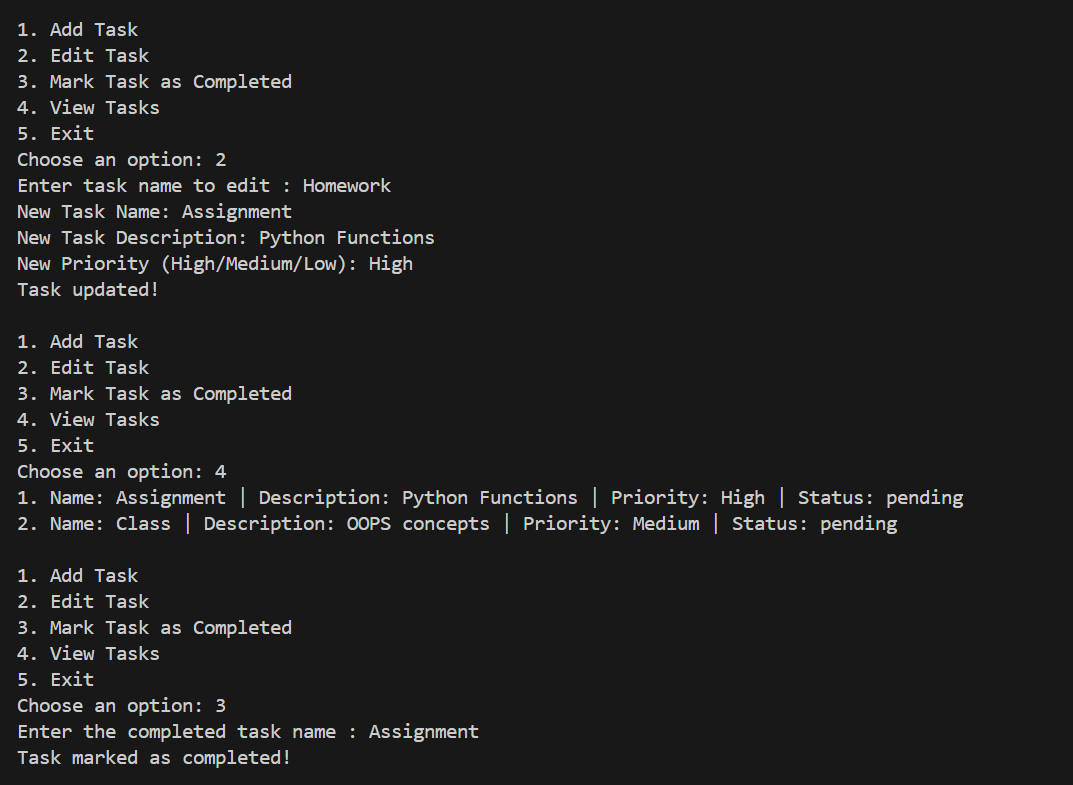 1. Add Task
2. Edit Task
3. Mark Task as Completed
4. View Tasks
5. Exit
Choose an option: 2
Enter task name to edit : Homework
New Task Name: Assignment
New Task Description: Python Functions
New Priority (High/Medium/Low): High
Task updated!

1. Add Task
2. Edit Task
3. Mark Task as Completed
4. View Tasks
5. Exit
Choose an option: 4
1. Name: Assignment | Description: Python Functions | Priority: High | Status: pending
2. Name: Class | Description: OOPS concepts | Priority: Medium | Status: pending

1. Add Task
2. Edit Task
3. Mark Task as Completed
4. View Tasks
5. Exit
Choose an option: 3
Enter the completed task name : Assignment
Task marked as completed!